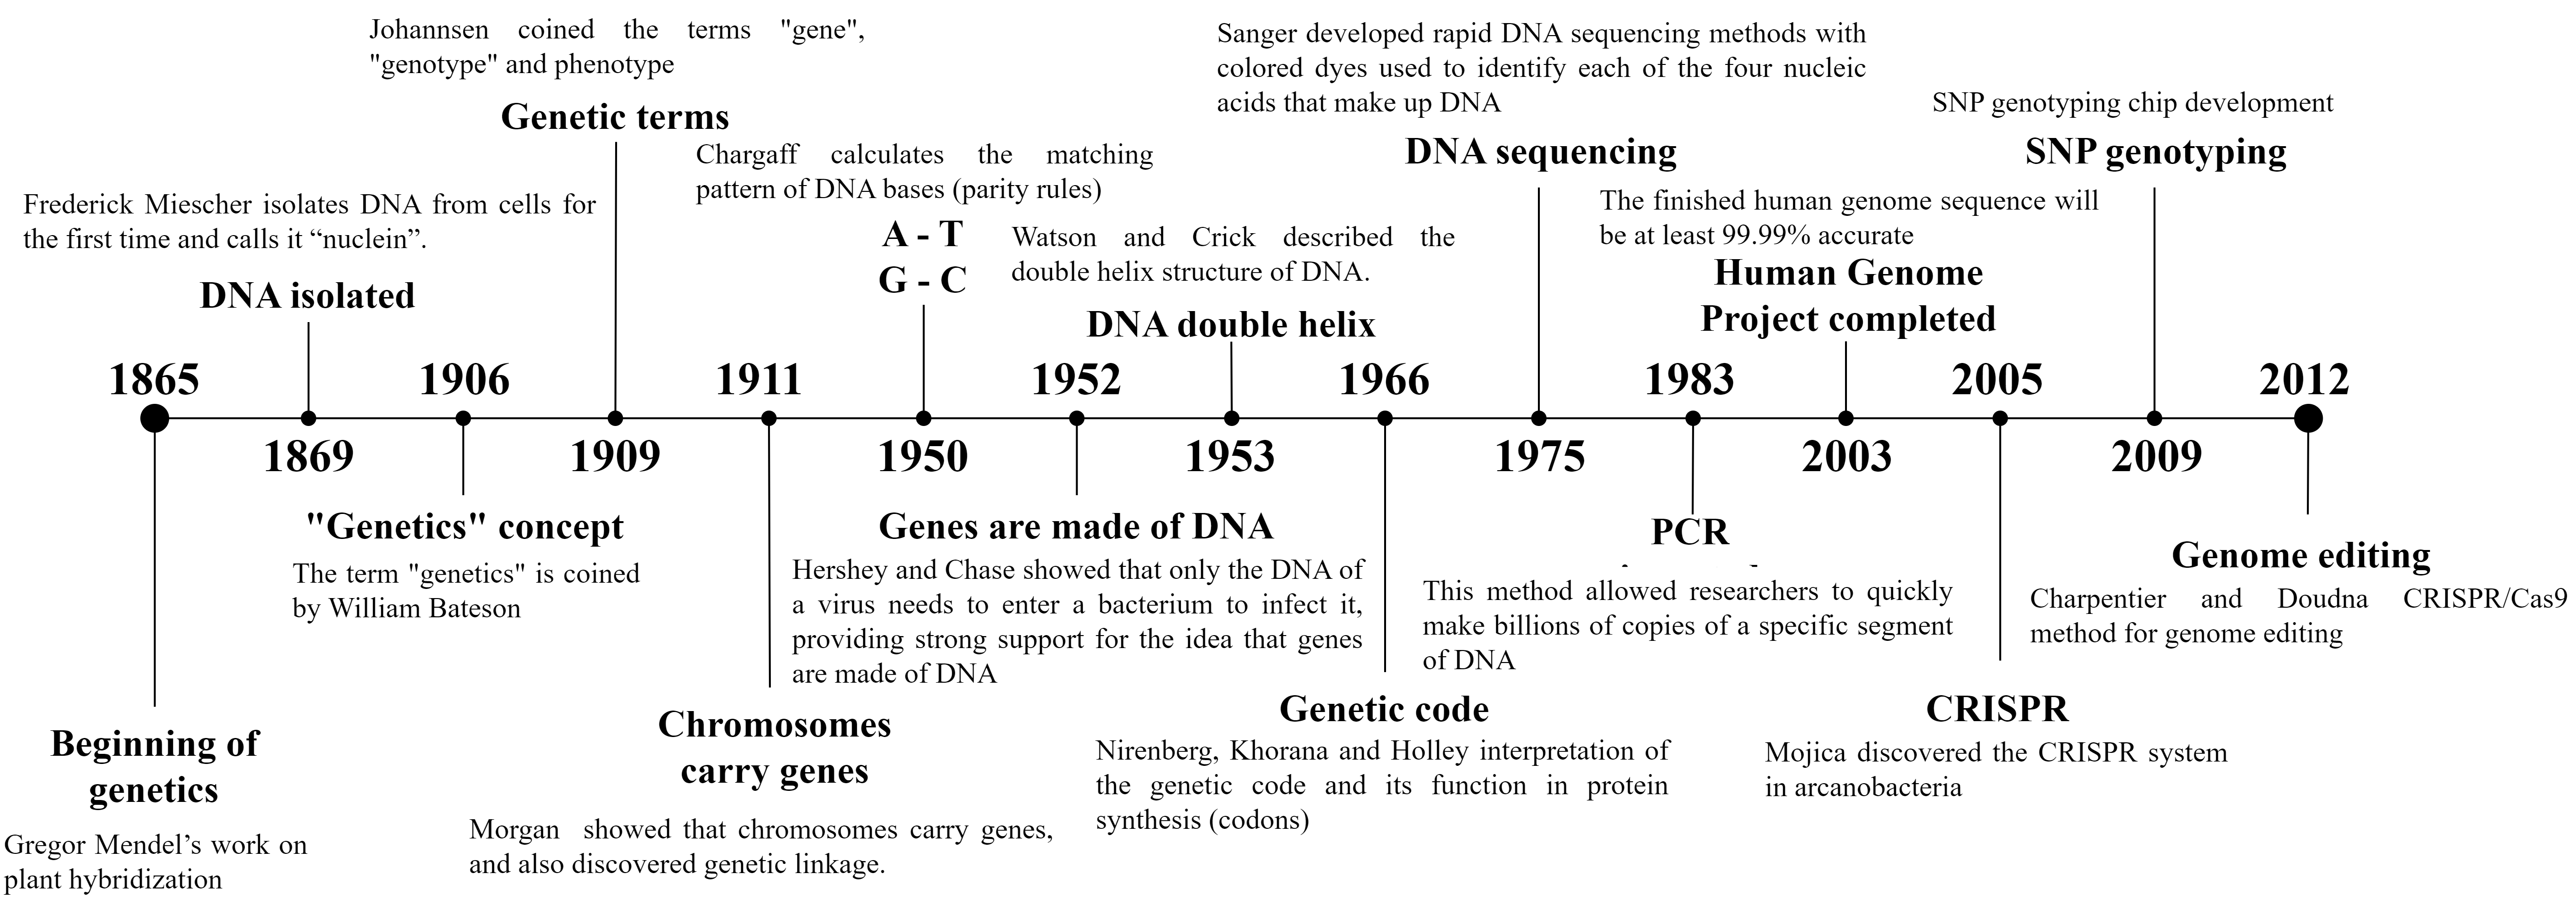 Johannsen coined the terms "gene",
"genotype" and phenotype
Genetic terms
Sanger developed rapid DNA sequencing methods with
colored dyes used to identify each of the four nucleic
acids that make up DNA
DNA sequencing
SNP genotyping chip development
SNP genotyping
Chargaff calculates the matching
pattern of DNA bases (parity rules)
A - T
G - C
Frederick Miescher isolates DNA from cells for
the first time and calls it “nuclein”.
DNA isolated
Watson and Crick described the
double helix structure of DNA.
DNA double helix
The finished human genome sequence will
be at least 99.99% accurate
Human Genome
Project completed
1865
1906
1911
1952
1966
1983
2005
2012
1869
1909
1950
1953
1975
2003
2009
"Genetics" concept
The term "genetics" is coined
by William Bateson
Genes are made of DNA
Hershey and Chase showed that only the DNA of
a virus needs to enter a bacterium to infect it,
providing strong support for the idea that genes
are made of DNA
PCR
This method allowed researchers to quickly
make billions of copies of a specific segment
of DNA
Genome editing
Charpentier and Doudna CRISPR/Cas9
method for genome editing
Beginning of
genetics
Gregor Mendel’s work on
plant hybridization
Chromosomes
carry genes
Morgan showed that chromosomes carry genes,
and also discovered genetic linkage.
Genetic code
Nirenberg, Khorana and Holley interpretation of
the genetic code and its function in protein
synthesis (codons)
CRISPR
Mojica discovered the CRISPR system
in arcanobacteria